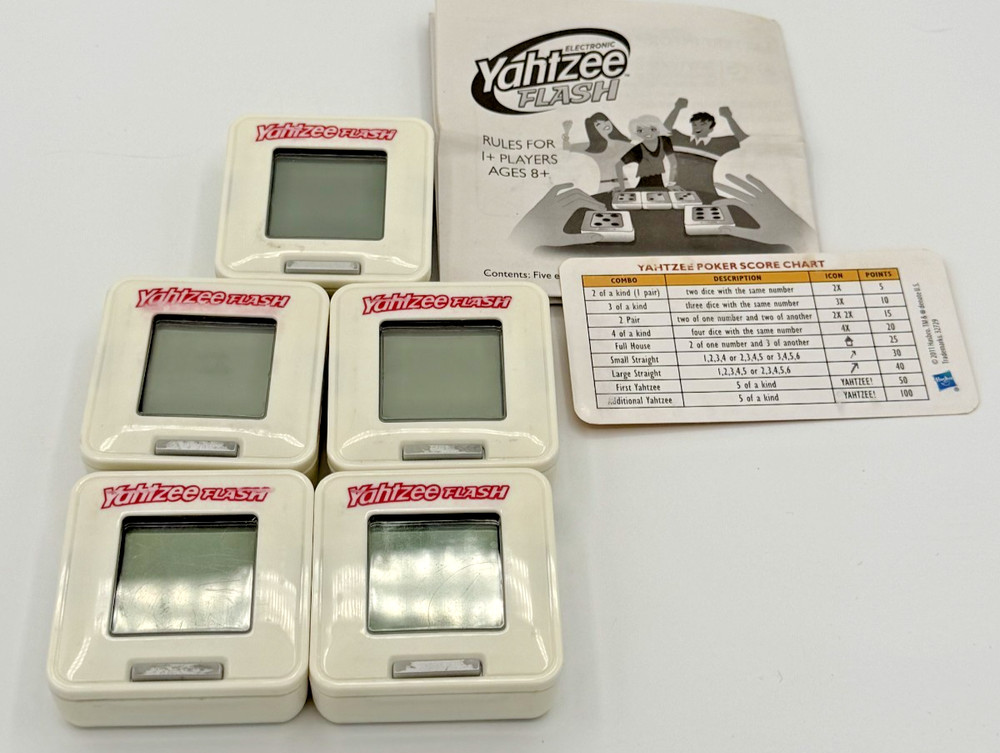 ELECTRONIC
Yahtzee
FLASH
RULES FOR
1+ PLAYERS
AGES 8+
Contents: Five e
Yahtzee FLASH
Yahtzee FLASH
Yahtzee FLASH
Yahtzee FLASH
Yahtzee FLASH
YAHTZEE POKER SCORE CHART
COMBO DESCRIPTION ICON POINTS
2 of a kind (1 pair) two dice with the same number 2X 5
3 of a kind three dice with the same number 3X 10
2 Pair two of one number and two of another 2X 2X 15
4 of a kind four dice with the same number 4X 20
Full House 2 of one number and 3 of another 25
Small Straight 1,2,3,4 or 2,3,4,5 or 3,4,5,6 30
Large Straight 1,2,3,4,5 or 2,3,4,5,6 40
First Yahtzee 5 of a kind YAHTZEE! 50
Additional Yahtzee 5 of a kind YAHTZEE! 100
© 2011 Hasbro. TM & ® denote U.S.
Trademarks. 32729
Hasbro